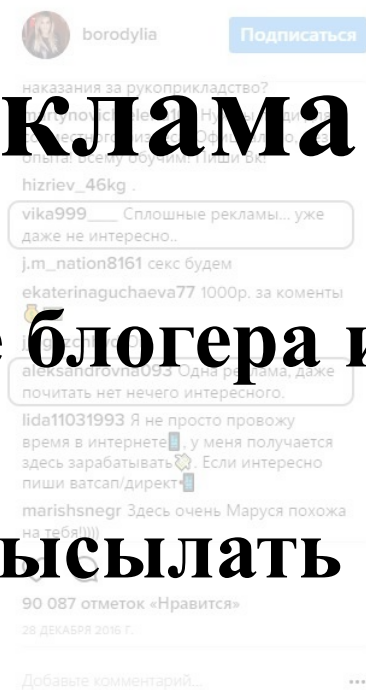 borodylia
Подписаться
наказания за рукоприкладство?
клама
опыта! Всему обучим! Пиши вк!
hizriev_46kg .
vika999____ Сплошные рекламы... уже
даже не интересно..
j.m_nation8161 секс будем
ekaterinaguchaeva77 1000р. за коменты
блогера и
aleksandrovna093 Одна реклама, даже
почитать нет нечего интересного.
lida11031993 Я не просто провожу
время в интернете📱, у меня получается
здесь зарабатывать💸. Если интересно
пиши ватсап/директ📲
marishsnegr Здесь очень Маруся похожа
на тебя!))))
ысылать
90 087 отметок «Нравится»
28 ДЕКАБРЯ 2016 Г.
Добавьте комментарий...